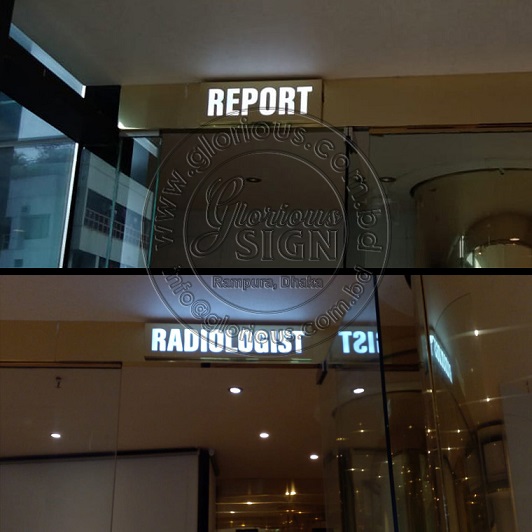 REPORT
www.glorious.com.bd
Glorious
SIGN
Rampura, Dhaka
info@glorious.com.bd
RADIOLOGIST